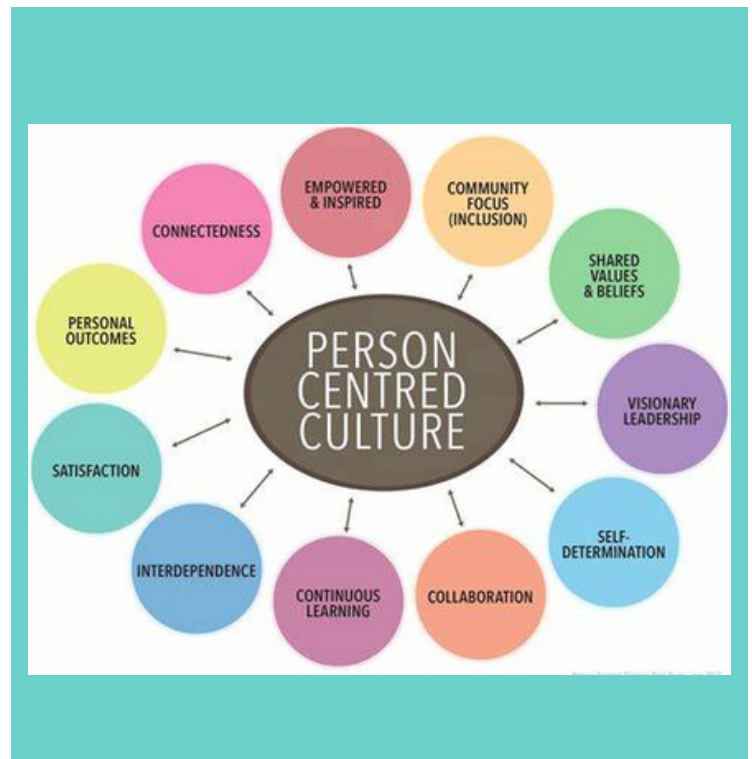 EMPOWERED
& INSPIRED
COMMUNITY
FOCUS
(INCLUSION)
CONNECTEDNESS
SHARED
VALUES
& BELIEFS
PERSONAL
OUTCOMES
PERSON
CENTRED
CULTURE
VISIONARY
LEADERSHIP
SATISFACTION
SELF-
DETERMINATION
INTERDEPENDENCE
CONTINUOUS
LEARNING
COLLABORATION